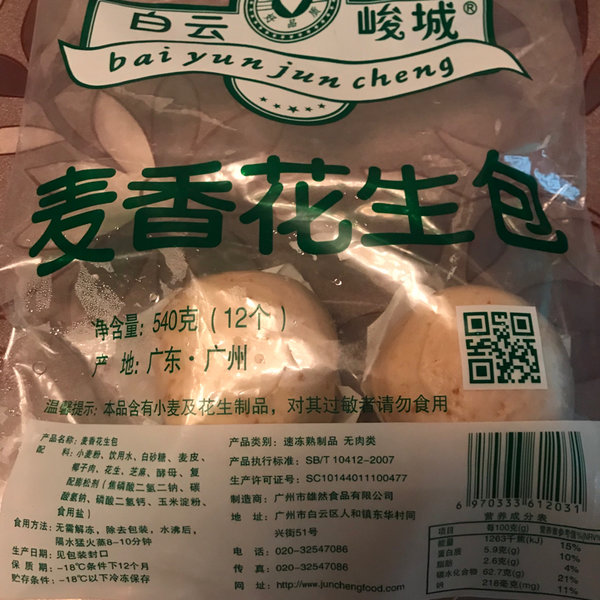 好品质
白云 峻城®
bai yun jun cheng
麦香花生包
净含量: 540克 (12个)
产 地: 广东·广州
温馨提示: 本品含有小麦及花生制品, 对其过敏者请勿食用
产品名称: 麦香花生包
配 料: 小麦粉、饮用水、白砂糖、麦皮、
椰子肉、花生、芝麻、酵母、复
配膨松剂(焦磷酸二氢二钠、碳
酸氢钠、磷酸二氢钙、玉米淀粉、
食用盐)
食用方法: 无需解冻, 除去包装, 水沸后,
隔水猛火蒸8-10分钟
生产日期: 见包装封口
保 质 期: -18℃条件下12个月
贮存条件: -18℃以下冷冻保存
产品类别: 速冻熟制品 无肉类
产品执行标准: SB/T 10412-2007
生产许可证号: SC10144011100477
制造商: 广州市雄然食品有限公司
地 址: 广州市白云区人和镇东华村同
兴街51号
电 话: 020-32547086
传 真: 020-32547086
网 址: http://www.junchengfood.com
6970333612031
营养成分表
项目 每100克(g) 营养素参考值%(NRV%)
能量 1263千焦(kJ) 15%
蛋白质 5.9克(g) 10%
脂肪 2.6克(g) 4%
碳水化合物 62.7克(g) 21%
钠 218毫克(mg) 11%